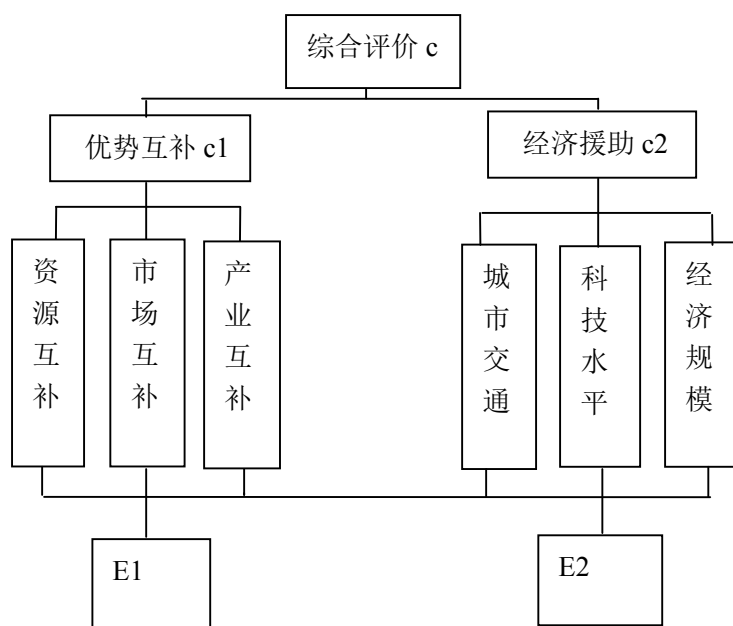 综合评价 c
优势互补 c1
经济援助 c2
资源互补
市场互补
产业互补
城市交通
科技水平
经济规模
E1
E2